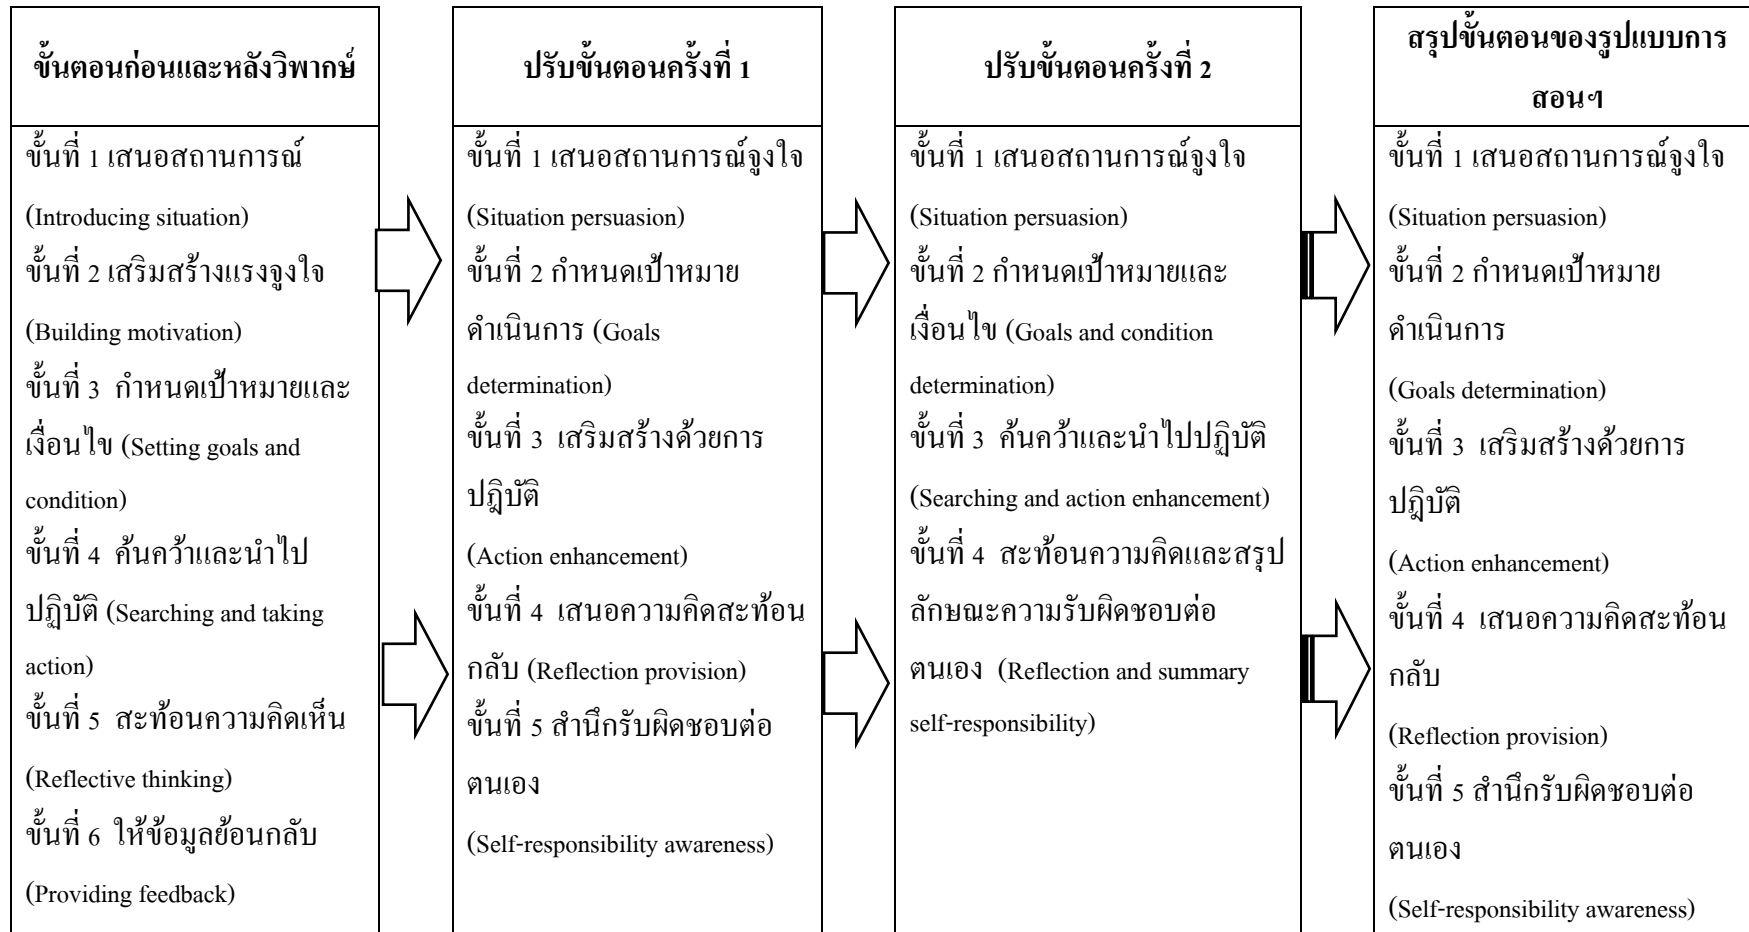 ขั้นตอนก่อนและหลังวิพากษ์
ขั้นที่ 1 เสนอสถานการณ์
(Introducing situation)
ขั้นที่ 2 เสริมสร้างแรงจูงใจ
(Building motivation)
ขั้นที่ 3 กำหนดเป้าหมายและ
เงื่อนไข (Setting goals and
condition)
ขั้นที่ 4 ค้นคว้าและนำไป
ปฏิบัติ (Searching and taking
action)
ขั้นที่ 5 สะท้อนความคิดเห็น
(Reflective thinking)
ขั้นที่ 6 ให้ข้อมูลย้อนกลับ
(Providing feedback)
ปรับขั้นตอนครั้งที่ 1
ขั้นที่ 1 เสนอสถานการณ์จูงใจ
(Situation persuasion)
ขั้นที่ 2 กำหนดเป้าหมาย
ดำเนินการ (Goals
determination)
ขั้นที่ 3 เสริมสร้างด้วยการ
ปฎิบัติ
(Action enhancement)
ขั้นที่ 4 เสนอความคิดสะท้อน
กลับ (Reflection provision)
ขั้นที่ 5 สำนึกรับผิดชอบต่อ
ตนเอง
(Self-responsibility awareness)
ปรับขั้นตอนครั้งที่ 2
ขั้นที่ 1 เสนอสถานการณ์จูงใจ
(Situation persuasion)
ขั้นที่ 2 กำหนดเป้าหมายและ
เงื่อนไข (Goals and condition
determination)
ขั้นที่ 3 ค้นคว้าและนำไปปฏิบัติ
(Searching and action enhancement)
ขั้นที่ 4 สะท้อนความคิดและสรุป
ลักษณะความรับผิดชอบต่อ
ตนเอง (Reflection and summary
self-responsibility)
สรุปขั้นตอนของรูปแบบการ
สอนฯ
ขั้นที่ 1 เสนอสถานการณ์จูงใจ
(Situation persuasion)
ขั้นที่ 2 กำหนดเป้าหมาย
ดำเนินการ
(Goals determination)
ขั้นที่ 3 เสริมสร้างด้วยการ
ปฎิบัติ
(Action enhancement)
ขั้นที่ 4 เสนอความคิดสะท้อน
กลับ
(Reflection provision)
ขั้นที่ 5 สำนึกรับผิดชอบต่อ
ตนเอง
(Self-responsibility awareness)